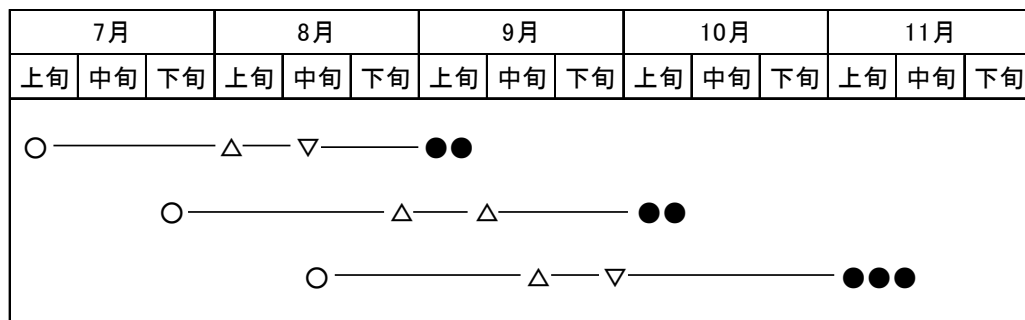 7月 8月 9月 10月 11月
上旬 中旬 下旬 上旬 中旬 下旬 上旬 中旬 下旬 上旬 中旬 下旬 上旬 中旬 下旬
○ △ ▽ ●●
○ △ △ ●●
○ △ ▽ ●●●